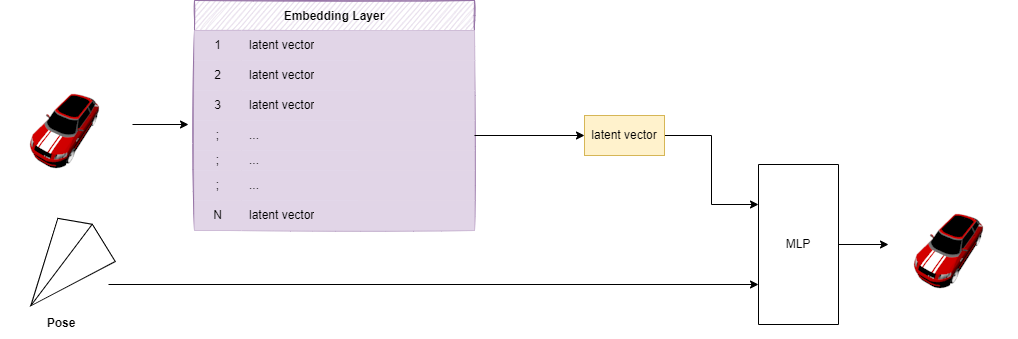 Embedding Layer
1 latent vector
2 latent vector
3 latent vector
; ...
; ...
; ...
N latent vector
latent vector
MLP
Pose